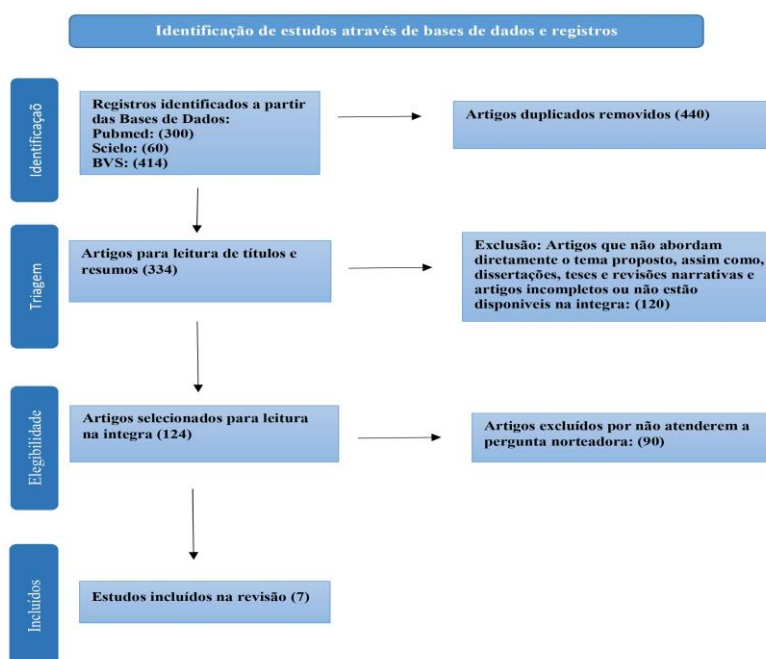 Identificação de estudos através de bases de dados e registros
Identificaçõ
Registros identificados a partir
das Bases de Dados:
Pubmed: (300)
Scielo: (60)
BVS: (414)
Artigos duplicados removidos (440)
Triagem
Artigos para leitura de títulos e
resumos (334)
Exclusão: Artigos que não abordam
diretamente o tema proposto, assim como,
dissertações, teses e revisões narrativas e
artigos incompletos ou não estão
disponiveis na integra: (120)
Elegibilidade
Artigos selecionados para leitura
na integra (124)
Artigos excluídos por não atenderem a
pergunta norteadora: (90)
Incluídos
Estudos incluídos na revisão (7)